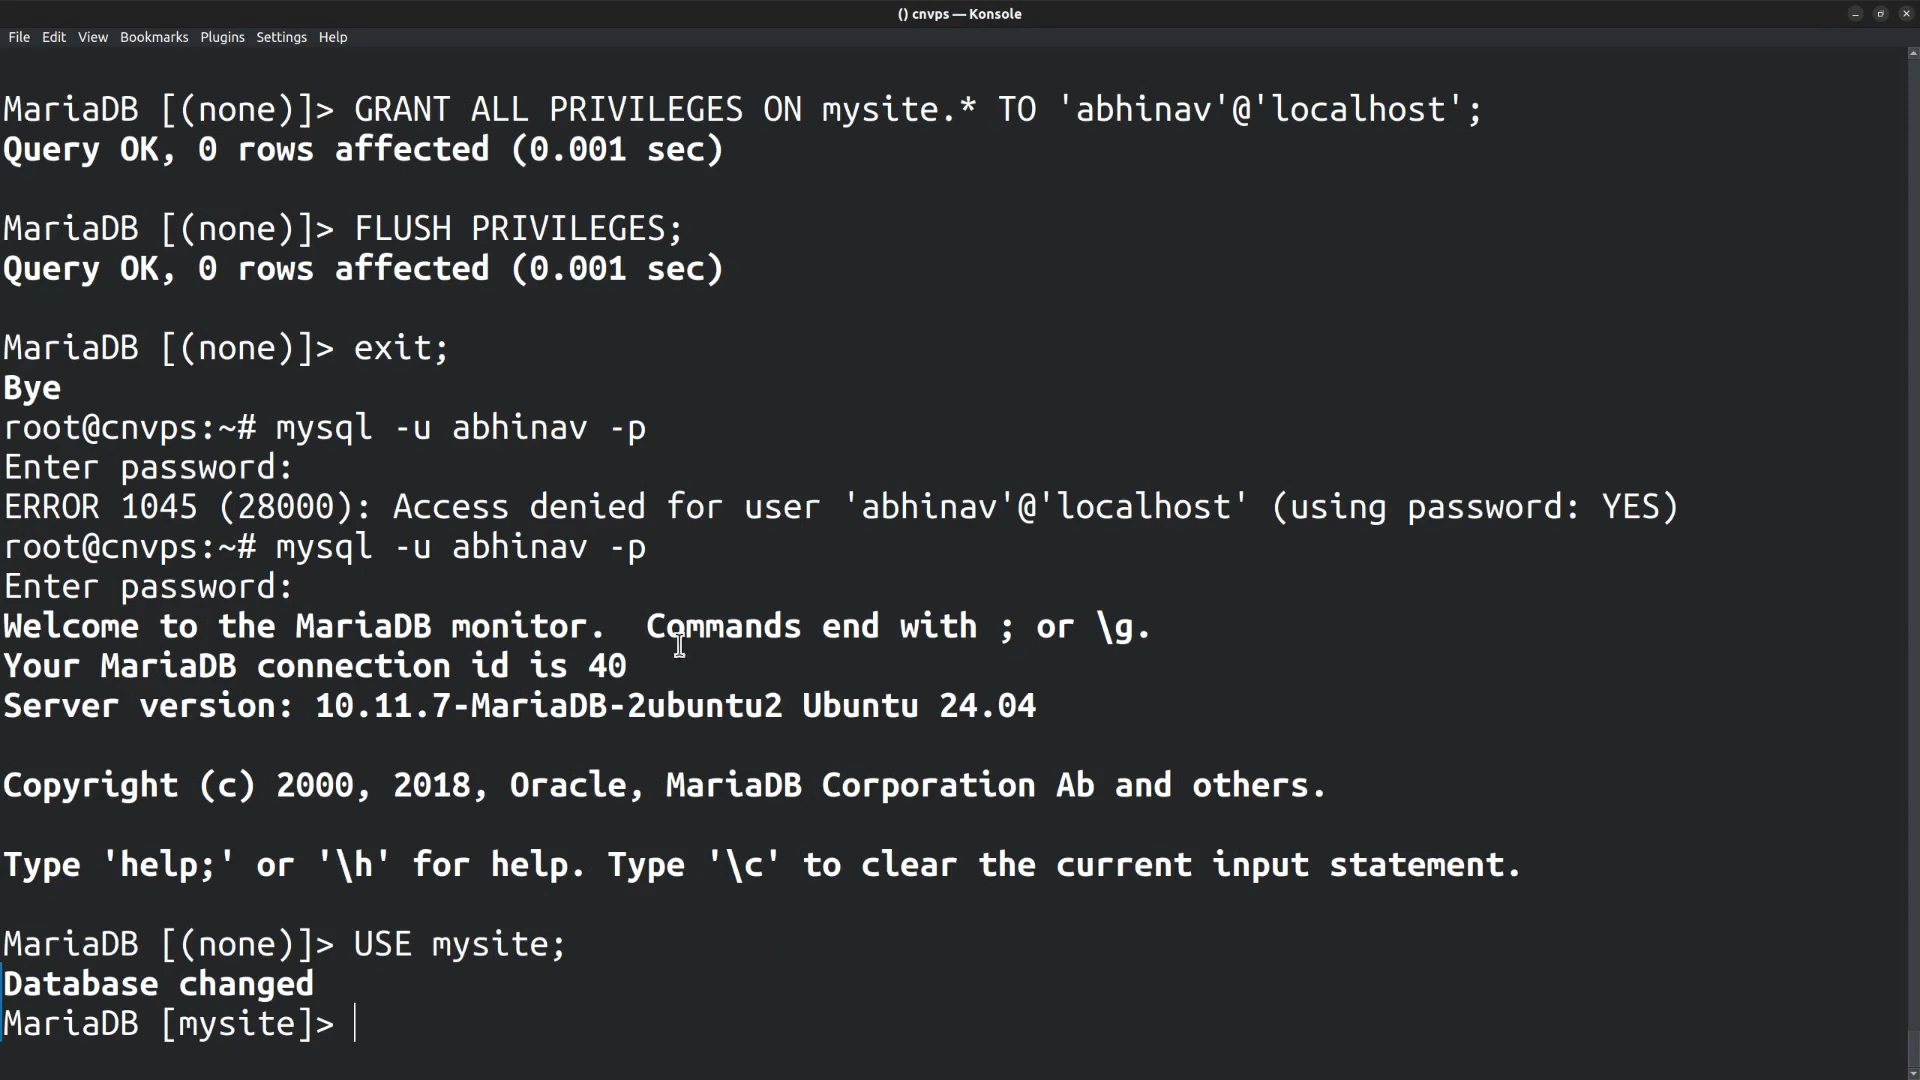 () cnvps — Konsole
File Edit View Bookmarks Plugins Settings Help
MariaDB [(none)]> GRANT ALL PRIVILEGES ON mysite.* TO 'abhinav'@'localhost';
Query OK, 0 rows affected (0.001 sec)
MariaDB [(none)]> FLUSH PRIVILEGES;
Query OK, 0 rows affected (0.001 sec)
MariaDB [(none)]> exit;
Bye
root@cnvps:~# mysql -u abhinav -p
Enter password:
ERROR 1045 (28000): Access denied for user 'abhinav'@'localhost' (using password: YES)
root@cnvps:~# mysql -u abhinav -p
Enter password:
Welcome to the MariaDB monitor.  Commands end with ; or \g.
Your MariaDB connection id is 40
Server version: 10.11.7-MariaDB-2ubuntu2 Ubuntu 24.04
Copyright (c) 2000, 2018, Oracle, MariaDB Corporation Ab and others.
Type 'help;' or '\h' for help. Type '\c' to clear the current input statement.
MariaDB [(none)]> USE mysite;
Database changed
MariaDB [mysite]>